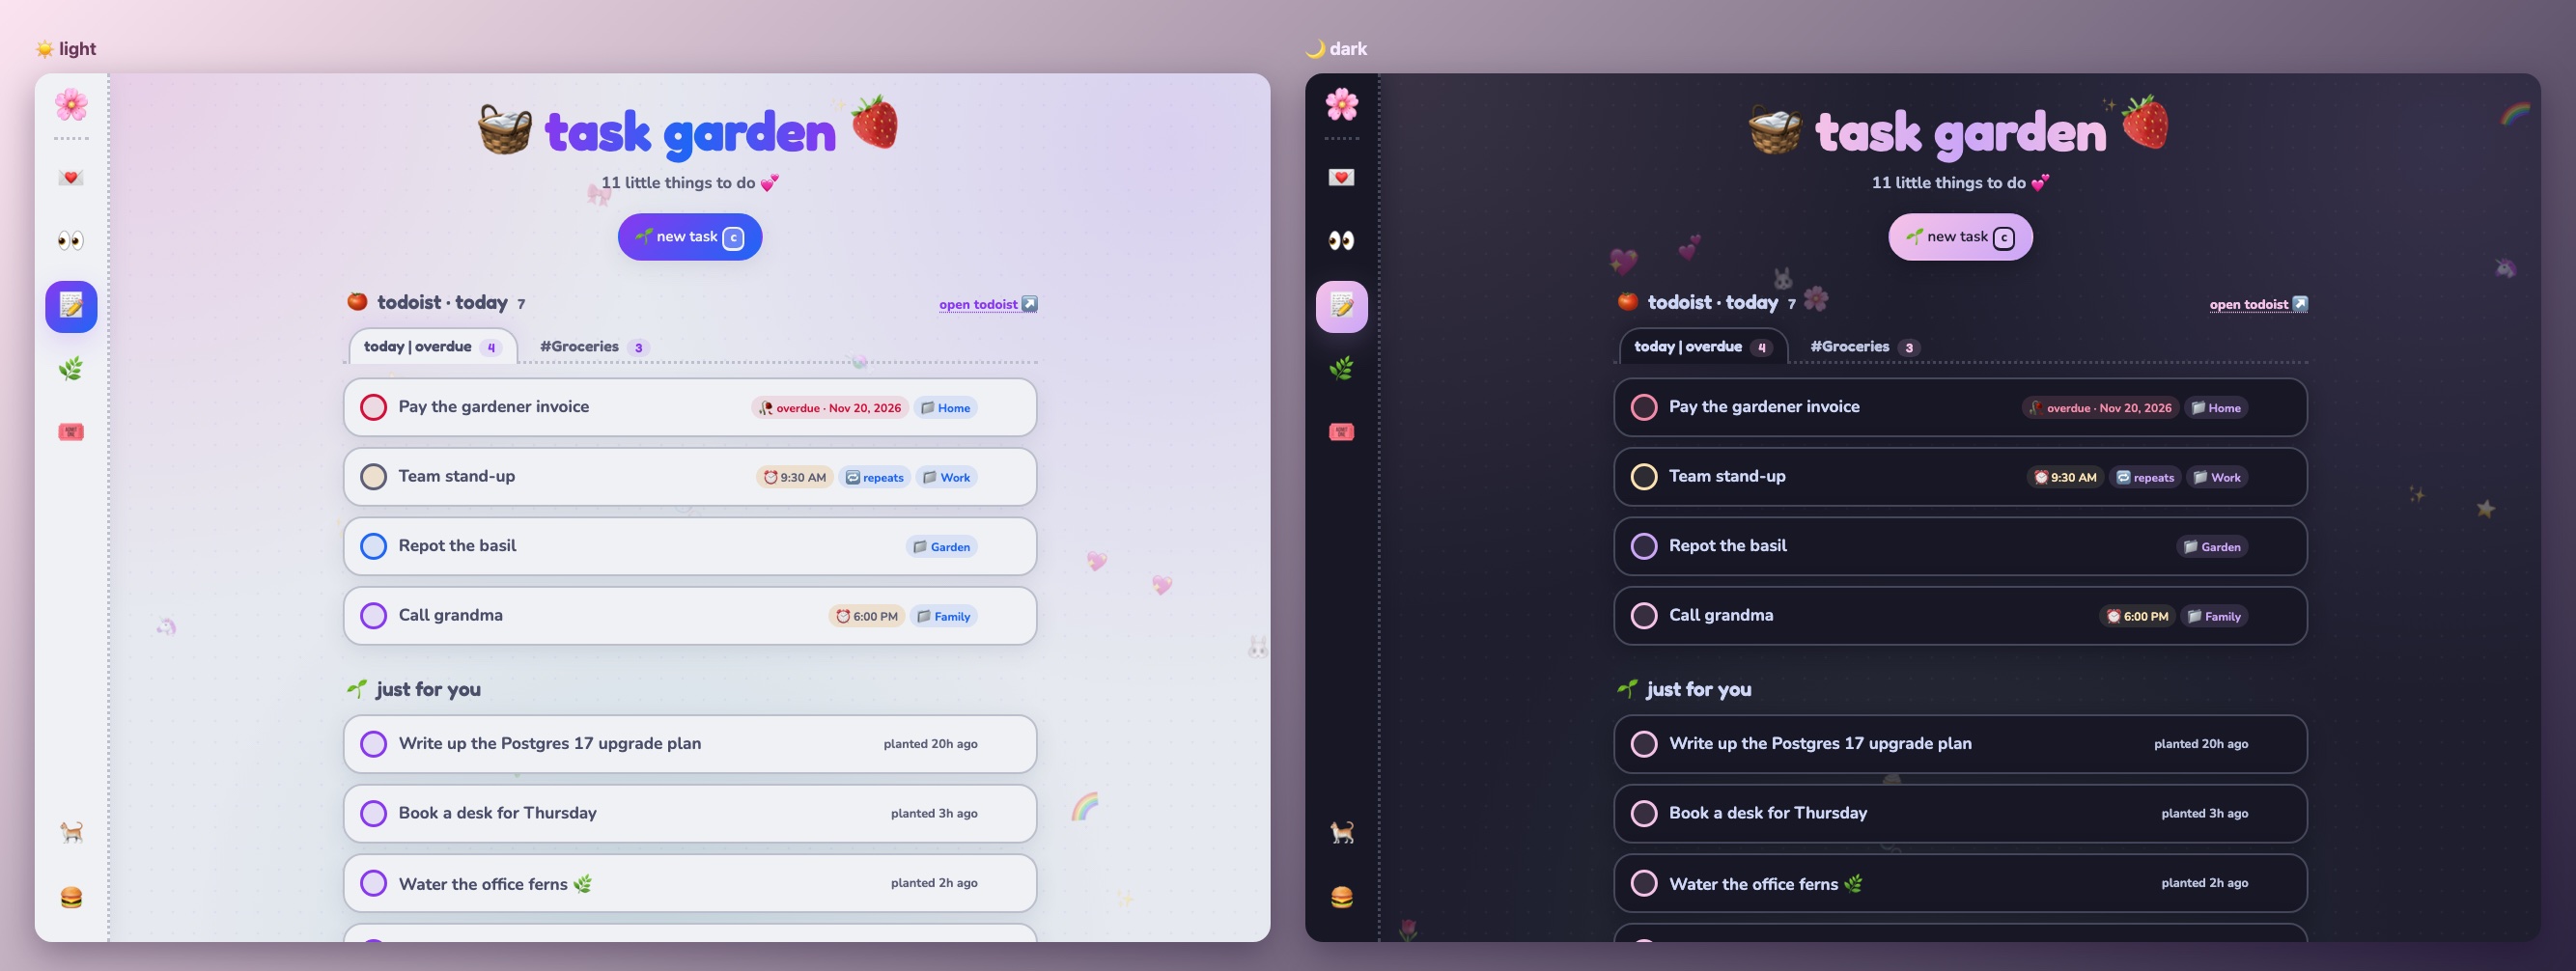 light
task garden
11 little things to do
new task c
todoist · today 7
open todoist
today | overdue 4
#Groceries 3
Pay the gardener invoice
overdue · Nov 20, 2026
Home
Team stand-up
9:30 AM
repeats
Work
Repot the basil
Garden
Call grandma
6:00 PM
Family
just for you
Write up the Postgres 17 upgrade plan
planted 20h ago
Book a desk for Thursday
planted 3h ago
Water the office ferns
planted 2h ago
dark
task garden
11 little things to do
new task c
todoist · today 7
open todoist
today | overdue 4
#Groceries 3
Pay the gardener invoice
overdue · Nov 20, 2026
Home
Team stand-up
9:30 AM
repeats
Work
Repot the basil
Garden
Call grandma
6:00 PM
Family
just for you
Write up the Postgres 17 upgrade plan
planted 20h ago
Book a desk for Thursday
planted 3h ago
Water the office ferns
planted 2h ago